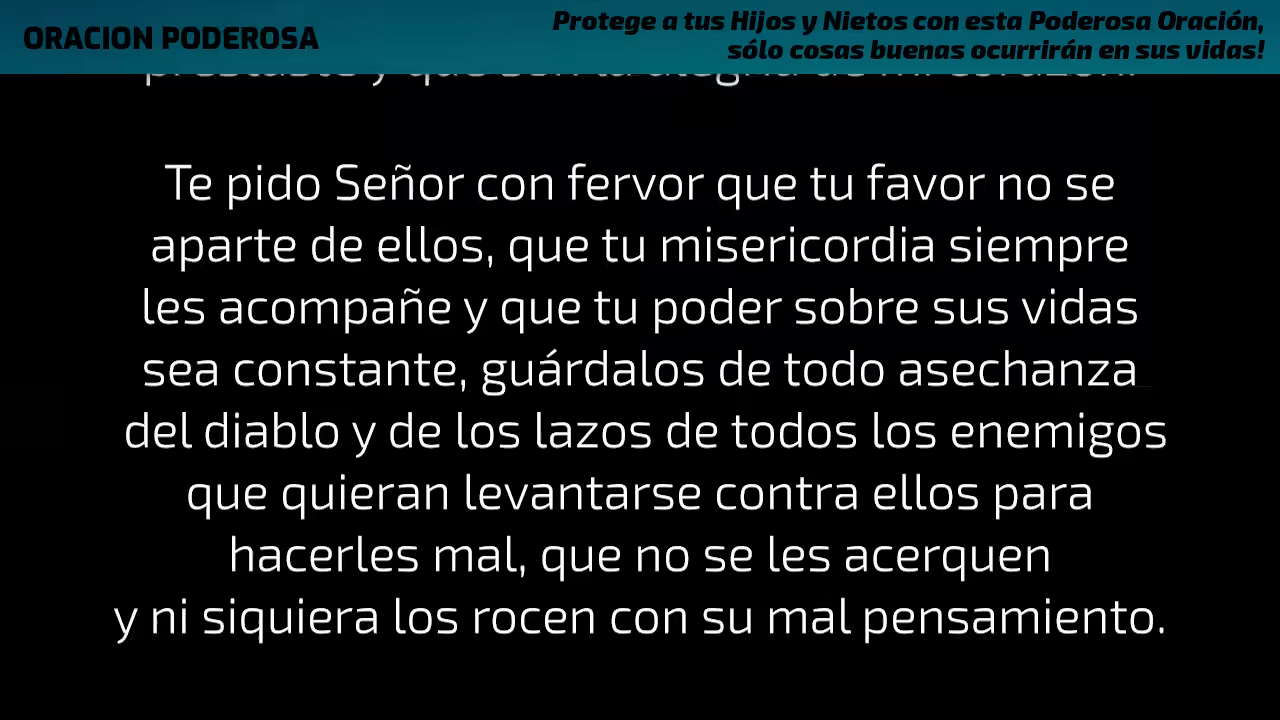 ORACION PODEROSA
Protege a tus Hijos y Nietos con esta Poderosa Oración,
sólo cosas buenas ocurrirán en sus vidas!
Te pido Señor con fervor que tu favor no se
aparte de ellos, que tu misericordia siempre
les acompañe y que tu poder sobre sus vidas
sea constante, guárdalos de todo asechanza
del diablo y de los lazos de todos los enemigos
que quieran levantarse contra ellos para
hacerles mal, que no se les acerquen
y ni siquiera los rocen con su mal pensamiento.